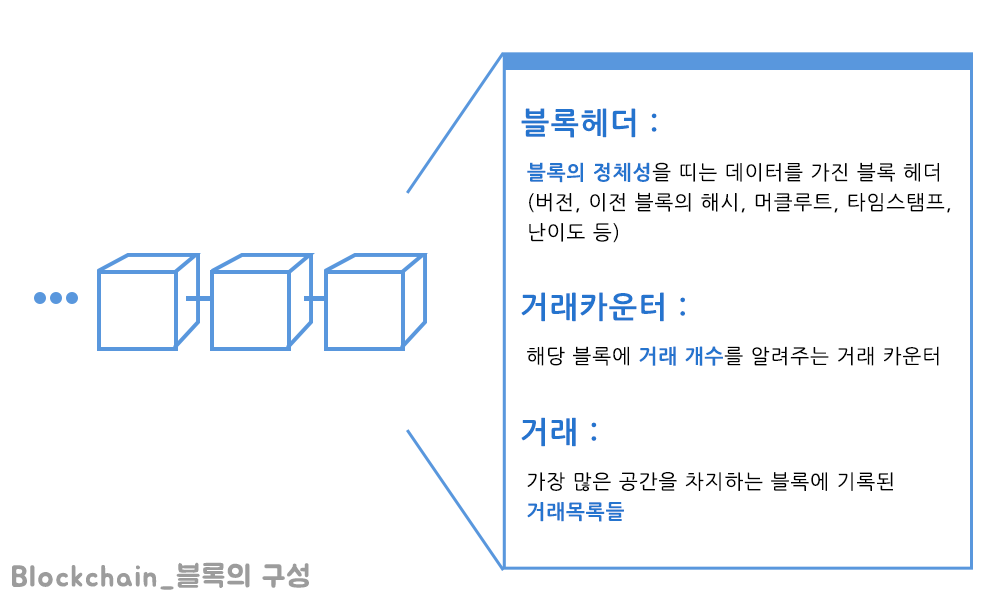 블록헤더 :
블록의 정체성을 띠는 데이터를 가진 블록 헤더
(버전, 이전 블록의 해시, 머클루트, 타임스탬프,
난이도 등)
거래카운터 :
해당 블록에 거래 개수를 알려주는 거래 카운터
거래 :
가장 많은 공간을 차지하는 블록에 기록된
거래목록들
Blockchain_블록의 구성